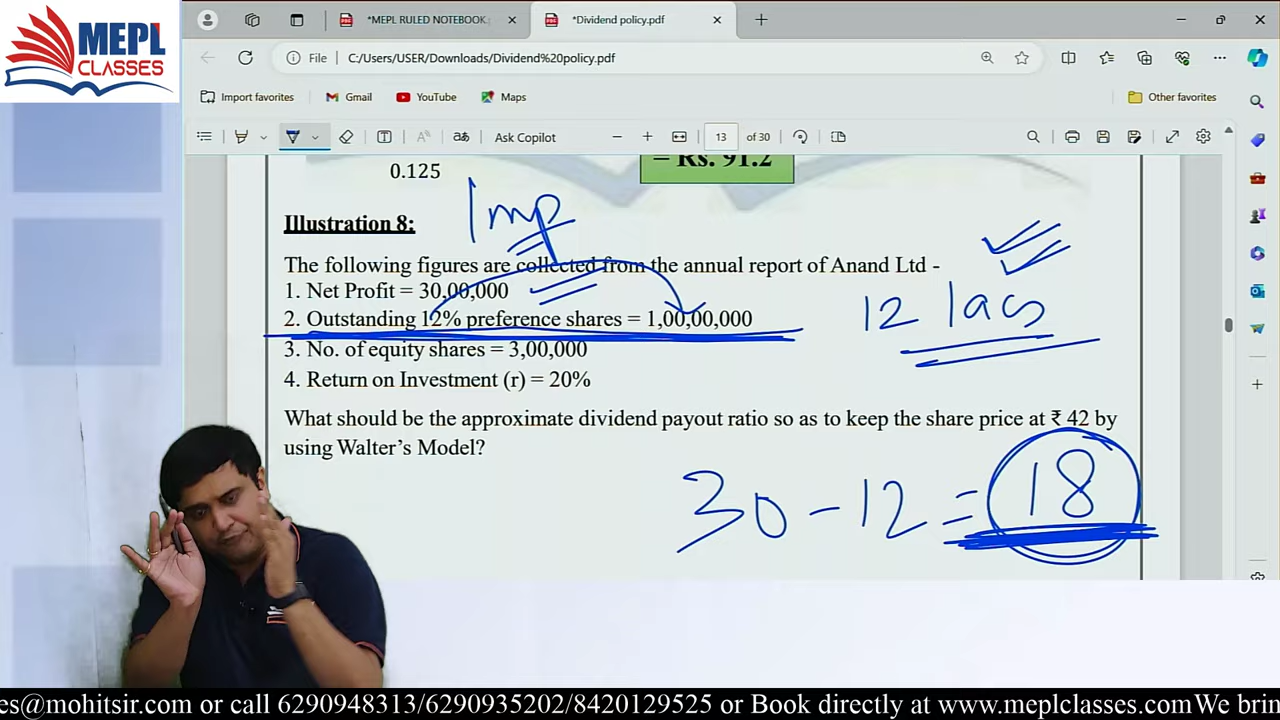 MEPL
CLASSES
*MEPL RULED NOTEBOOK.
*Dividend policy.pdf
File
C:/Users/USER/Downloads/Dividend%20policy.pdf
Import favorites
Gmail
YouTube
Maps
Other favorites
Ask Copilot
13 of 30
= Rs. 91.2
0.125
Imp
Illustration 8:
The following figures are collected from the annual report of Anand Ltd -
1. Net Profit = 30,00,000
2. Outstanding 12% preference shares = 1,00,00,000
12 lacs
3. No. of equity shares = 3,00,000
4. Return on Investment (r) = 20%
What should be the approximate dividend payout ratio so as to keep the share price at ₹ 42 by
using Walter’s Model?
30 - 12 = 18
es@mohitsir.com or call 6290948313/6290935202/8420129525 or Book directly at www.meplclasses.comWe brin